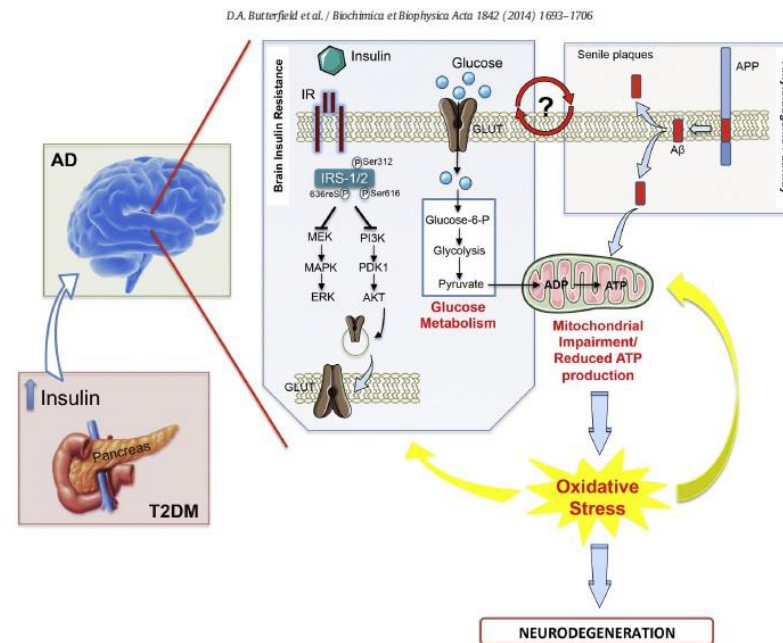 D.A. Butterfield et al. / Biochimica et Biophysica Acta 1842 (2014) 1693–1706
AD
Insulin
Pancreas
T2DM
Brain Insulin Resistance
Insulin
IR
Glucose
GLUT
?
P Ser312
IRS-1/2
636reS P
P Ser616
MEK
MAPK
ERK
PI3K
PDK1
AKT
GLUT
Glucose-6-P
Glycolysis
Pyruvate
Glucose
Metabolism
Senile plaques
APP
Aβ
ADP
ATP
Mitochondrial
Impairment/
Reduced ATP
production
Oxidative
Stress
NEURODEGENERATION